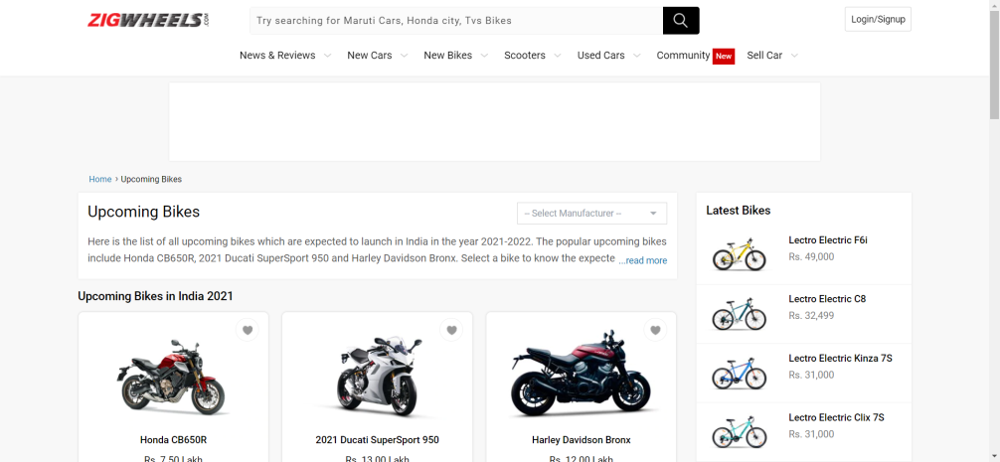 ZIGWHEELS.COM
Try searching for Maruti Cars, Honda city, Tvs Bikes
Login/Signup
News & Reviews New Cars New Bikes Scooters Used Cars Community New Sell Car
Home › Upcoming Bikes
Upcoming Bikes
-- Select Manufacturer --
Here is the list of all upcoming bikes which are expected to launch in India in the year 2021-2022. The popular upcoming bikes
include Honda CB650R, 2021 Ducati SuperSport 950 and Harley Davidson Bronx. Select a bike to know the expecte ...read more
Upcoming Bikes in India 2021
Honda CB650R
Rs. 7.50 Lakh
2021 Ducati SuperSport 950
Rs. 13.00 Lakh
Harley Davidson Bronx
Rs. 12.00 Lakh
Latest Bikes
Lectro Electric F6i
Rs. 49,000
Lectro Electric C8
Rs. 32,499
Lectro Electric Kinza 7S
Rs. 31,000
Lectro Electric Clix 7S
Rs. 31,000